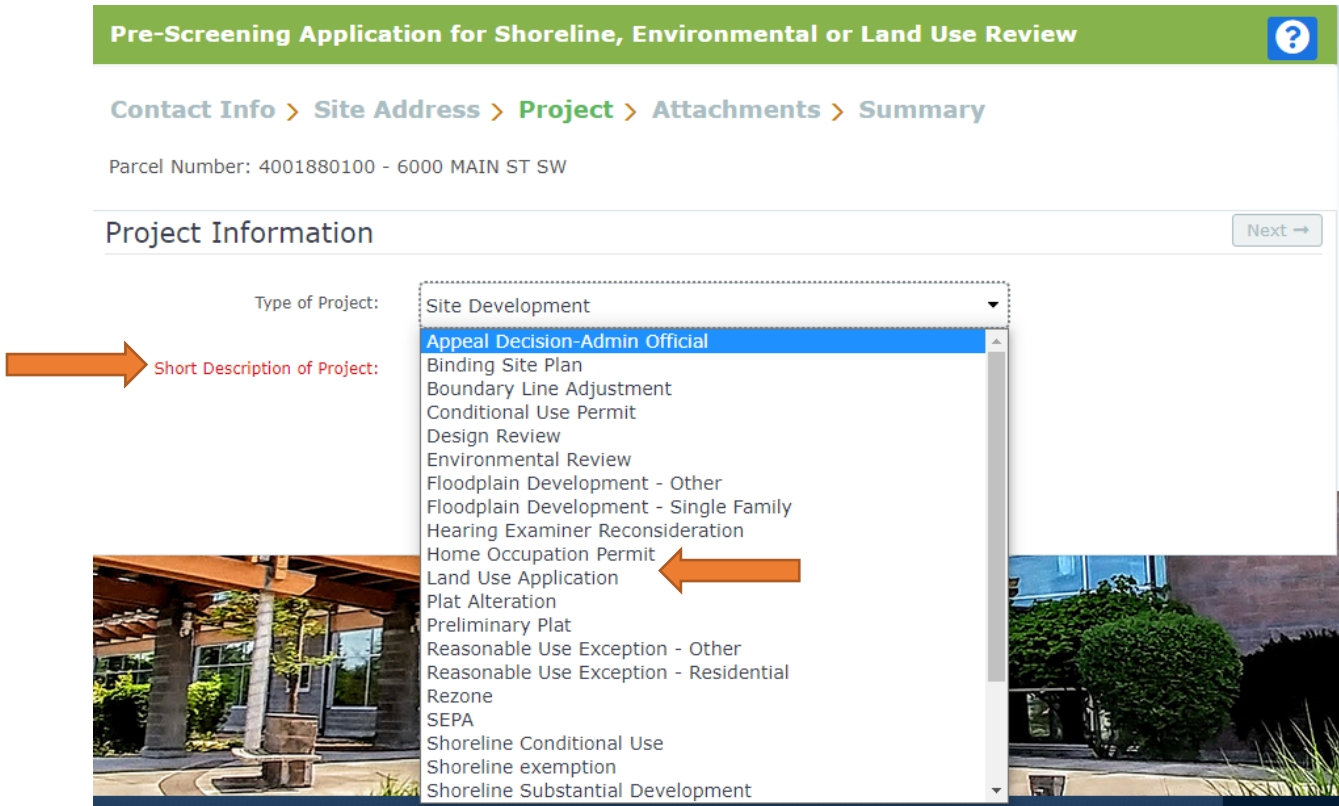 Pre-Screening Application for Shoreline, Environmental or Land Use Review
?
Contact Info > Site Address > Project > Attachments > Summary
Parcel Number: 4001880100 - 6000 MAIN ST SW
Project Information
Next →
Type of Project: Site Development
Appeal Decision-Admin Official
Binding Site Plan
Short Description of Project:
Boundary Line Adjustment
Conditional Use Permit
Design Review
Environmental Review
Floodplain Development - Other
Floodplain Development - Single Family
Hearing Examiner Reconsideration
Home Occupation Permit
Land Use Application
Plat Alteration
Preliminary Plat
Reasonable Use Exception - Other
Reasonable Use Exception - Residential
Rezone
SEPA
Shoreline Conditional Use
Shoreline exemption
Shoreline Substantial Development